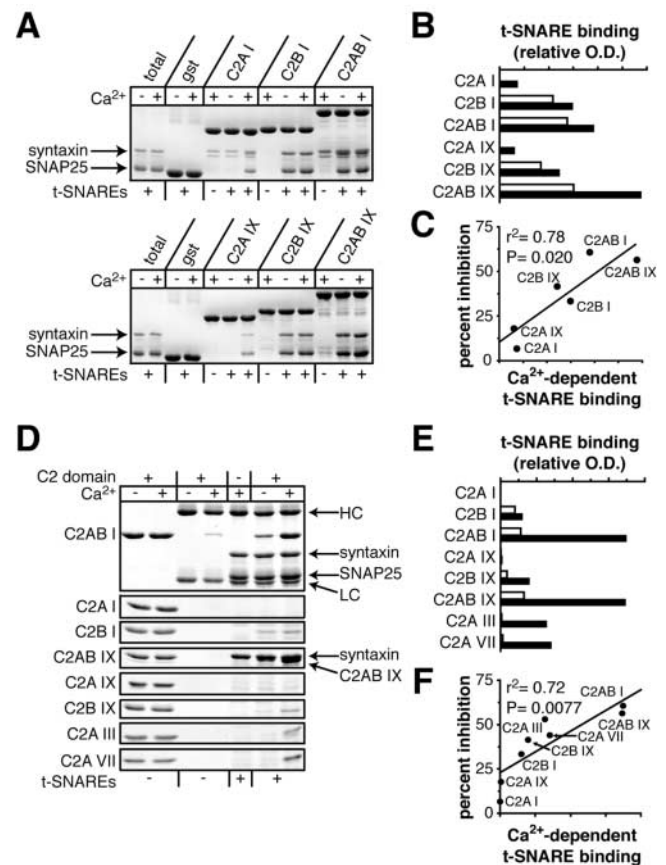 A
total
gst
C2A I
C2B I
C2AB I
Ca2+
- + - + + - + + - + + - +
syntaxin
SNAP25
t-SNAREs
+ + - + + - + + - + +
total
gst
C2A IX
C2B IX
C2AB IX
Ca2+
- + - + + - + + - + + - +
syntaxin
SNAP25
t-SNAREs
+ + - + + - + + - + +
B
t-SNARE binding
(relative O.D.)
C2A I
C2B I
C2AB I
C2A IX
C2B IX
C2AB IX
C
75
50
25
0
percent inhibition
r2= 0.78
P= 0.020
C2AB I
C2B IX
C2AB IX
C2B I
C2A IX
C2A I
Ca2+-dependent
t-SNARE binding
D
C2 domain
+ + - +
Ca2+
- + - + + - +
C2AB I
HC
syntaxin
SNAP25
LC
C2A I
C2B I
C2AB IX
syntaxin
C2AB IX
C2A IX
C2B IX
C2A III
C2A VII
- - + +
t-SNAREs
E
t-SNARE binding
(relative O.D.)
C2A I
C2B I
C2AB I
C2A IX
C2B IX
C2AB IX
C2A III
C2A VII
F
75
50
25
0
percent inhibition
r2= 0.72
P= 0.0077
C2AB I
C2A III
C2AB IX
C2A VII
C2B IX
C2B I
C2A IX
C2A I
Ca2+-dependent
t-SNARE binding